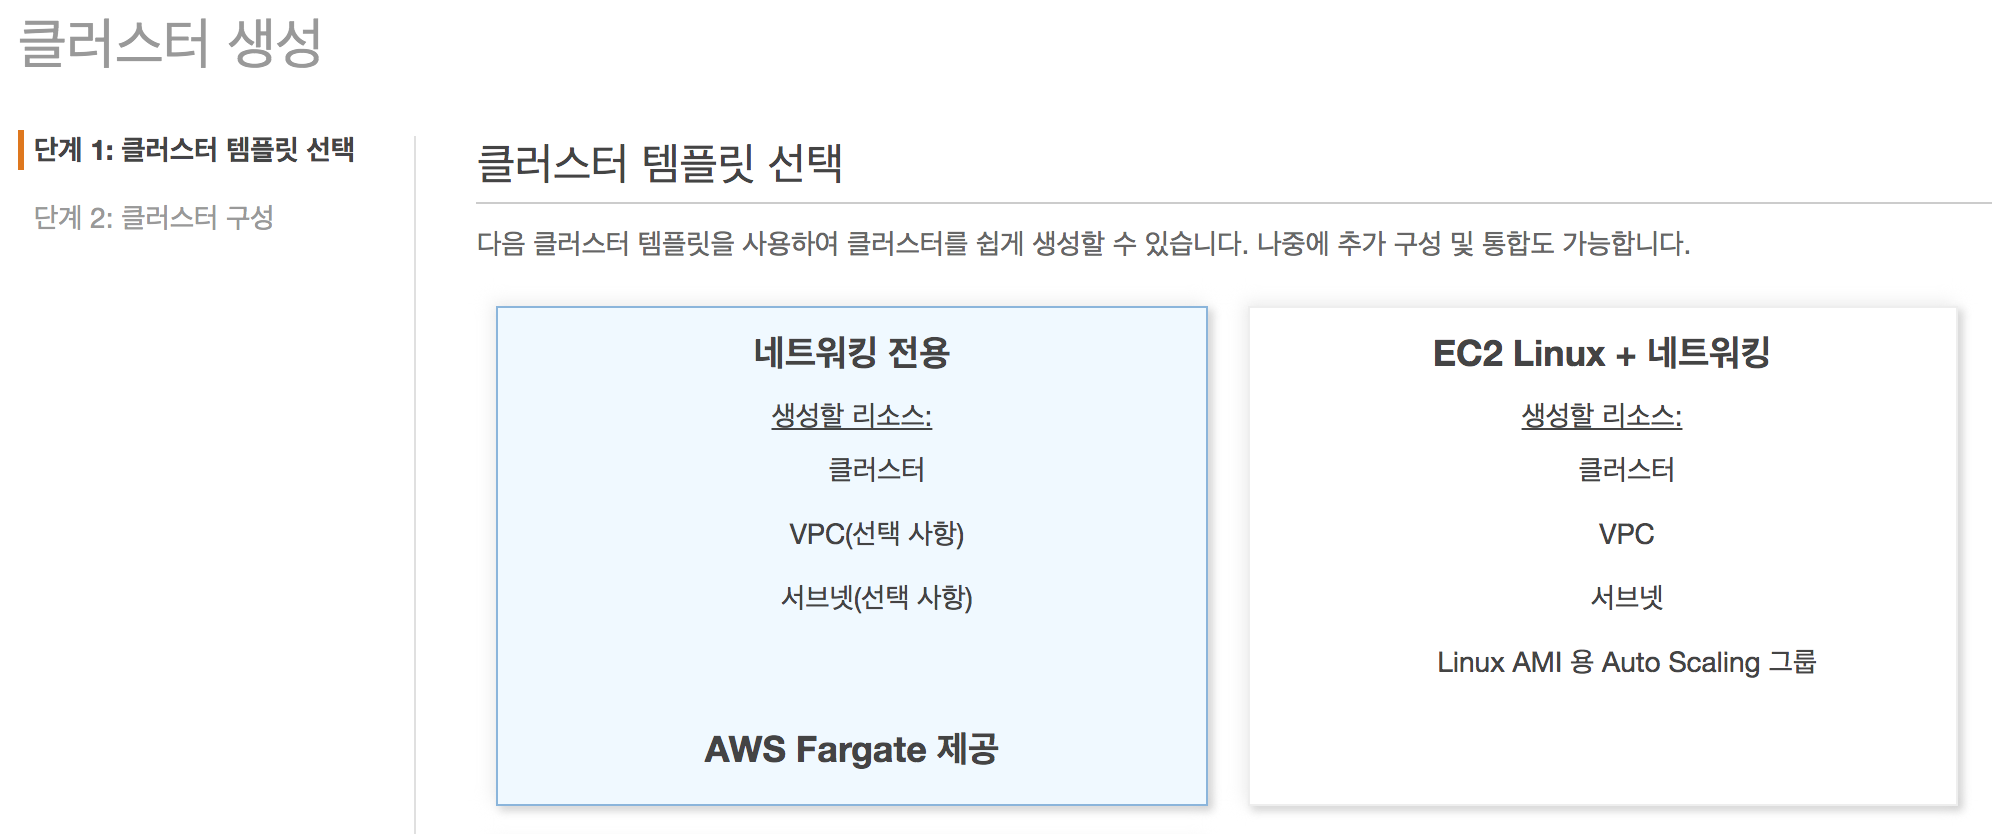 클러스터 생성
단계 1: 클러스터 템플릿 선택
단계 2: 클러스터 구성
클러스터 템플릿 선택
다음 클러스터 템플릿을 사용하여 클러스터를 쉽게 생성할 수 있습니다. 나중에 추가 구성 및 통합도 가능합니다.
네트워킹 전용
생성할 리소스:
클러스터
VPC(선택 사항)
서브넷(선택 사항)
AWS Fargate 제공
EC2 Linux + 네트워킹
생성할 리소스:
클러스터
VPC
서브넷
Linux AMI 용 Auto Scaling 그룹